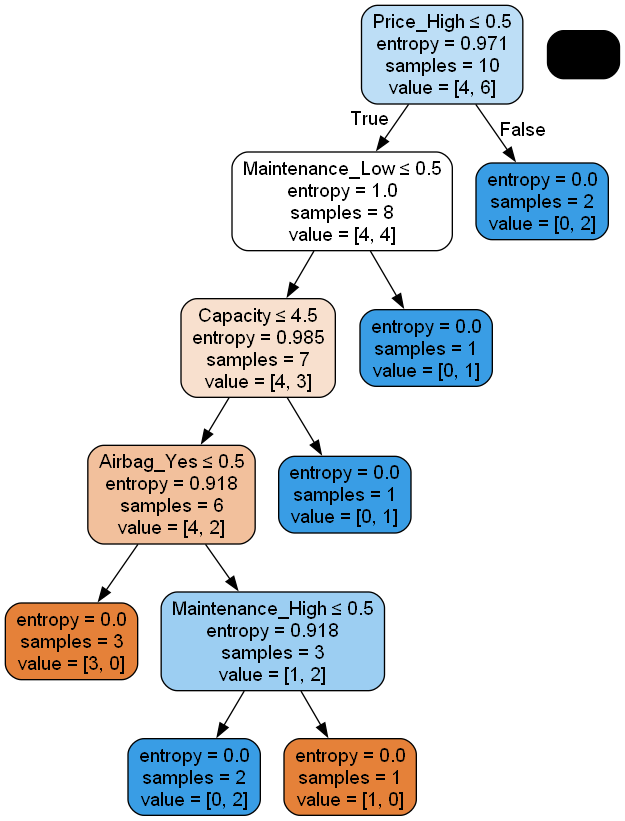 Price_High ≤ 0.5
entropy = 0.971
samples = 10
value = [4, 6]
True
False
Maintenance_Low ≤ 0.5
entropy = 1.0
samples = 8
value = [4, 4]
entropy = 0.0
samples = 2
value = [0, 2]
Capacity ≤ 4.5
entropy = 0.985
samples = 7
value = [4, 3]
entropy = 0.0
samples = 1
value = [0, 1]
Airbag_Yes ≤ 0.5
entropy = 0.918
samples = 6
value = [4, 2]
entropy = 0.0
samples = 1
value = [0, 1]
entropy = 0.0
samples = 3
value = [3, 0]
Maintenance_High ≤ 0.5
entropy = 0.918
samples = 3
value = [1, 2]
entropy = 0.0
samples = 2
value = [0, 2]
entropy = 0.0
samples = 1
value = [1, 0]